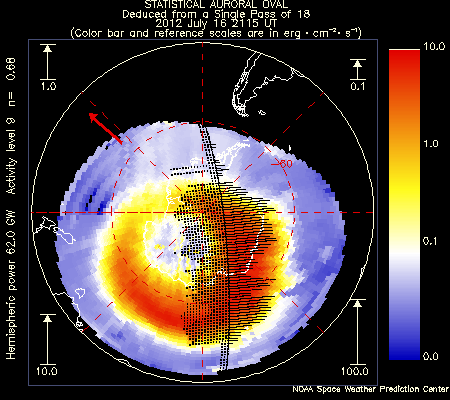 STATISTICAL AURORAL OVAL
Deduced from a Single Pass of 18
2012 July 16 2115 UT
(Color bar and reference scales are in erg·cm⁻²·s⁻¹)
Hemispheric power 62.0 GW Activity level 9 n= 0.68
1.0
0.1
-60
10.0
100.0
10.0
1.0
0.1
0.0
NOAA Space Weather Prediction Center